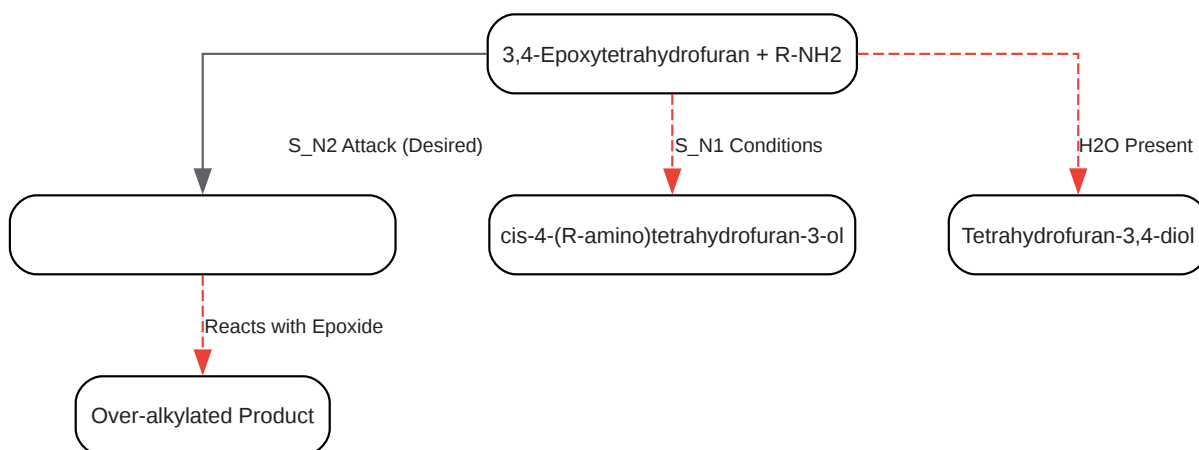 3,4-Epoxytetrahydrofuran + R-NH2
S_N2 Attack (Desired)
S_N1 Conditions
H2O Present
cis-4-(R-amino)tetrahydrofuran-3-ol
Tetrahydrofuran-3,4-diol
Reacts with Epoxide
Over-alkylated Product